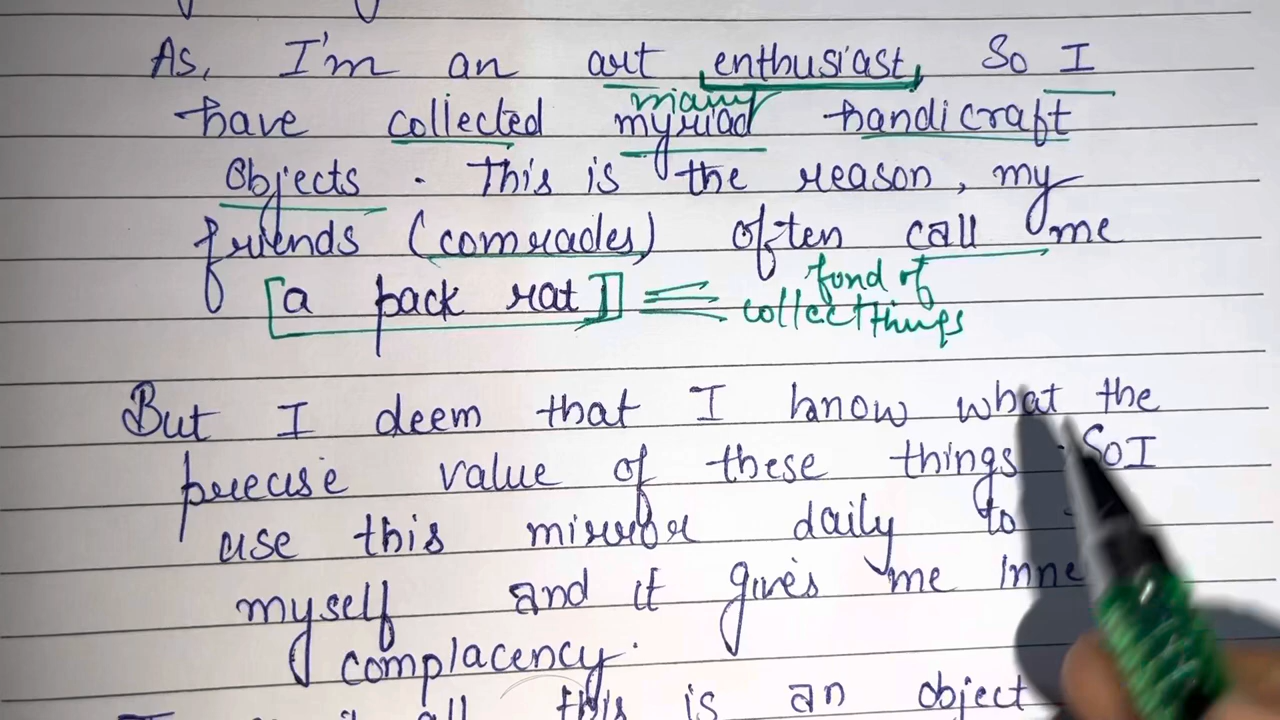 As, I'm an art enthusiast, So I
many
have collected myriad handicraft
Objects. This is the reason, my
friends (comrades) often call me
[a pack rat] = fond of
collect things
But I deem that I know what the
precise value of these things. So I
use this mirror daily to
myself and it gives me Inne
complacency.
all this is an object